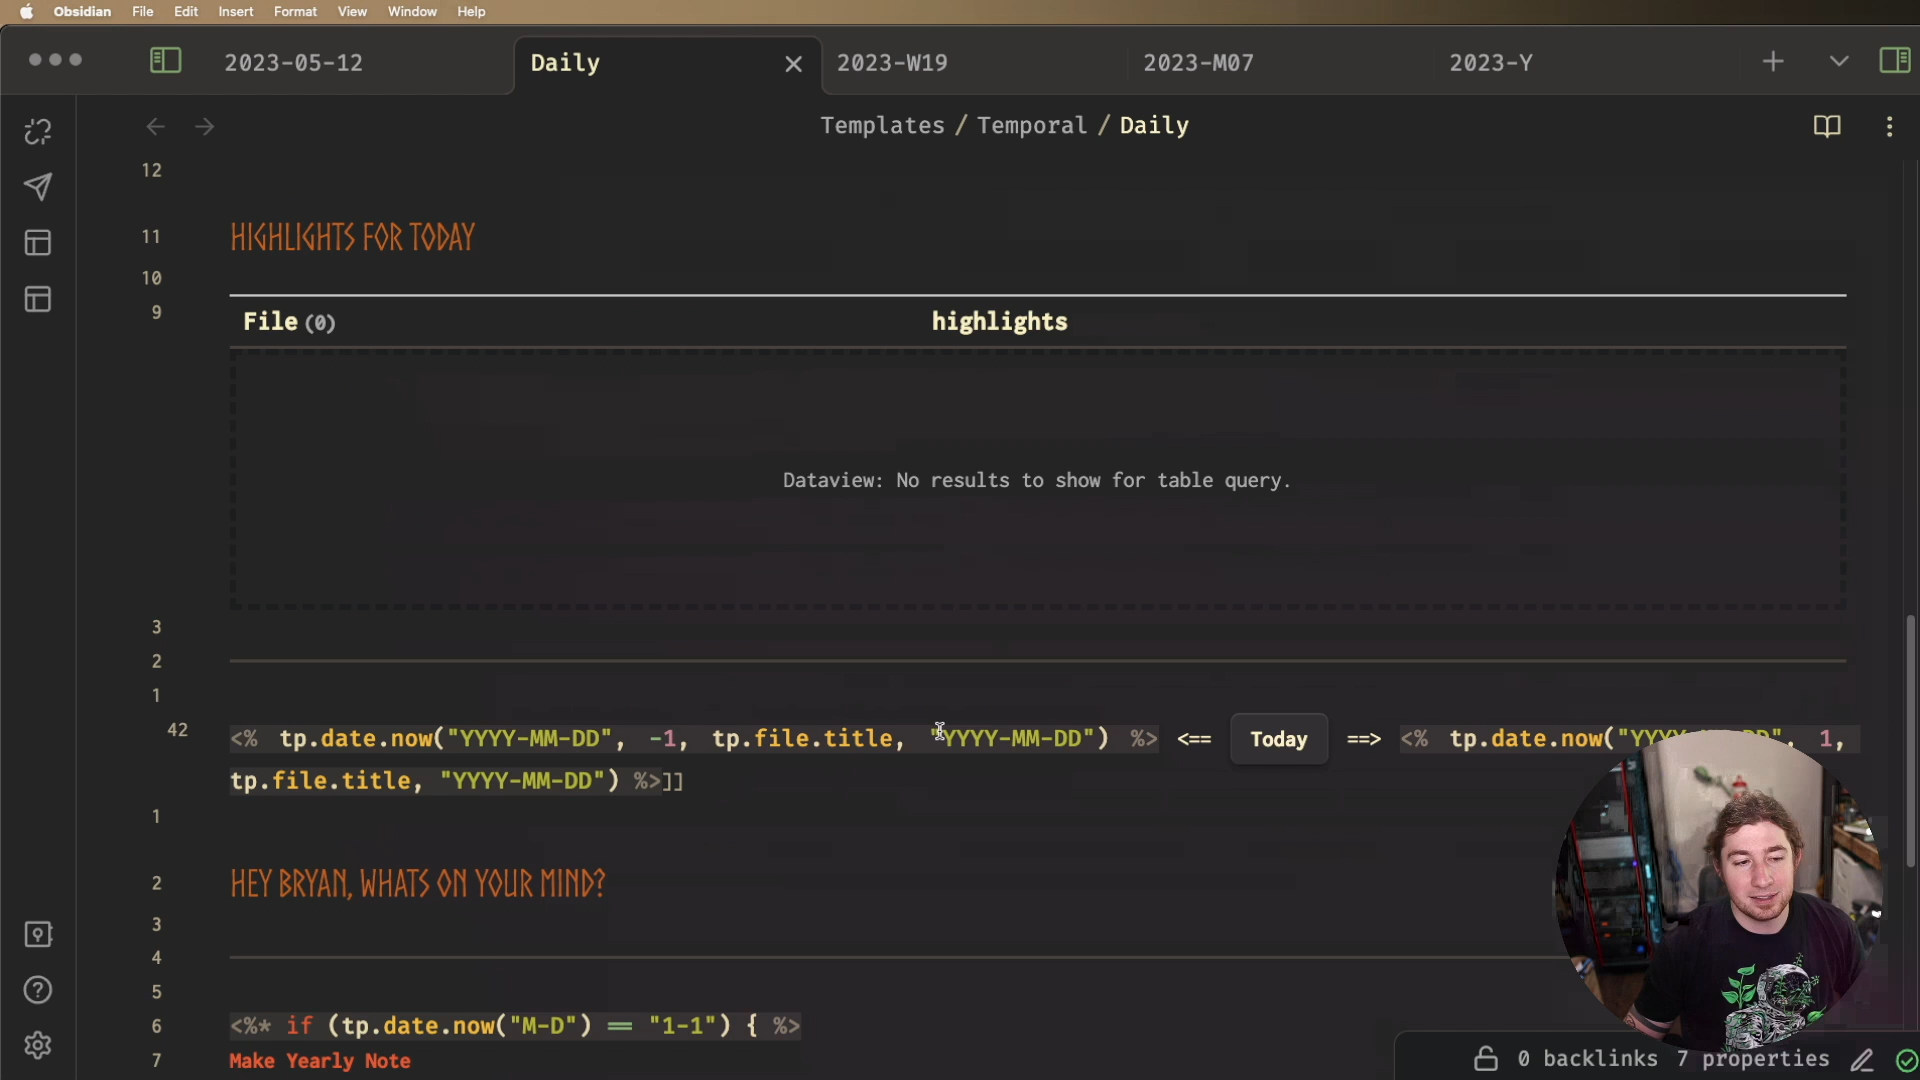 Obsidian File Edit Insert Format View Window Help
2023-05-12 Daily 2023-W19 2023-M07 2023-Y
Templates / Temporal / Daily
12
11 HIGHLIGHTS FOR TODAY
10
9
File (0) highlights
Dataview: No results to show for table query.
3
2
1
42 <% tp.date.now("YYYY-MM-DD", -1, tp.file.title, "YYYY-MM-DD") %> <== Today ==> <% tp.date.now("YYYY-MM-DD", 1,
tp.file.title, "YYYY-MM-DD") %>]]
1
2 HEY BRYAN, WHATS ON YOUR MIND?
3
4
5
6 <%* if (tp.date.now("M-D") == "1-1") { %>
7 Make Yearly Note
0 backlinks 7 properties